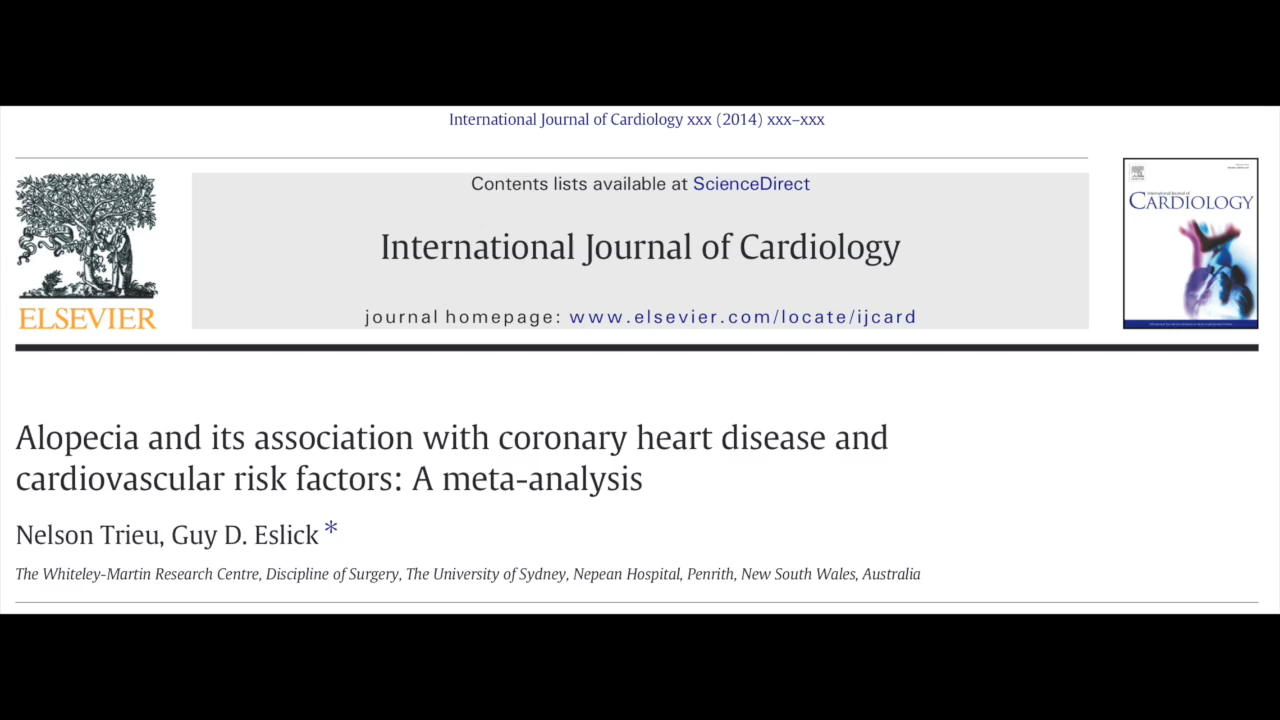 International Journal of Cardiology xxx (2014) xxx–xxx
Contents lists available at ScienceDirect
International Journal of Cardiology
journal homepage: www.elsevier.com/locate/ijcard
ELSEVIER
International Journal of
CARDIOLOGY
Alopecia and its association with coronary heart disease and
cardiovascular risk factors: A meta-analysis
Nelson Trieu, Guy D. Eslick *
The Whiteley-Martin Research Centre, Discipline of Surgery, The University of Sydney, Nepean Hospital, Penrith, New South Wales, Australia